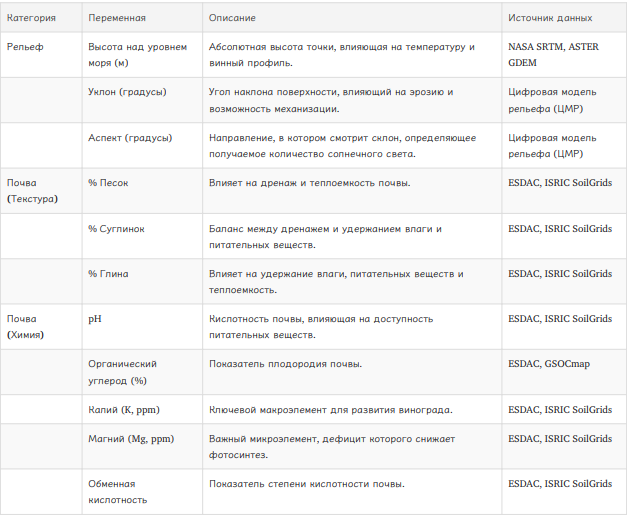 Категория Переменная Описание Источник данных
Рельеф Высота над уровнем Абсолютная высота точки, влияющая на температуру и NASA SRTM, ASTER
моря (м) винный профиль. GDEM
Уклон (градусы) Угол наклона поверхности, влияющий на эрозию и Цифровая модель
возможность механизации. рельефа (ЦМР)
Аспект (градусы) Направление, в котором смотрит склон, определяющее Цифровая модель
получаемое количество солнечного света. рельефа (ЦМР)
Почва % Песок Влияет на дренаж и теплоемкость почвы. ESDAC, ISRIC SoilGrids
(Текстура)
% Суглинок Баланс между дренажем и удержанием влаги и ESDAC, ISRIC SoilGrids
питательных веществ.
% Глина Влияет на удержание влаги, питательных веществ и ESDAC, ISRIC SoilGrids
теплоемкость.
Почва pH Кислотность почвы, влияющая на доступность ESDAC, ISRIC SoilGrids
(Химия) питательных веществ.
Органический Показатель плодородия почвы. ESDAC, GSOCmap
углерод (%)
Калий (K, ppm) Ключевой макроэлемент для развития винограда. ESDAC, ISRIC SoilGrids
Магний (Mg, ppm) Важный микроэлемент, дефицит которого снижает ESDAC, ISRIC SoilGrids
фотосинтез.
Обменная Показатель степени кислотности почвы. ESDAC, ISRIC SoilGrids
кислотность